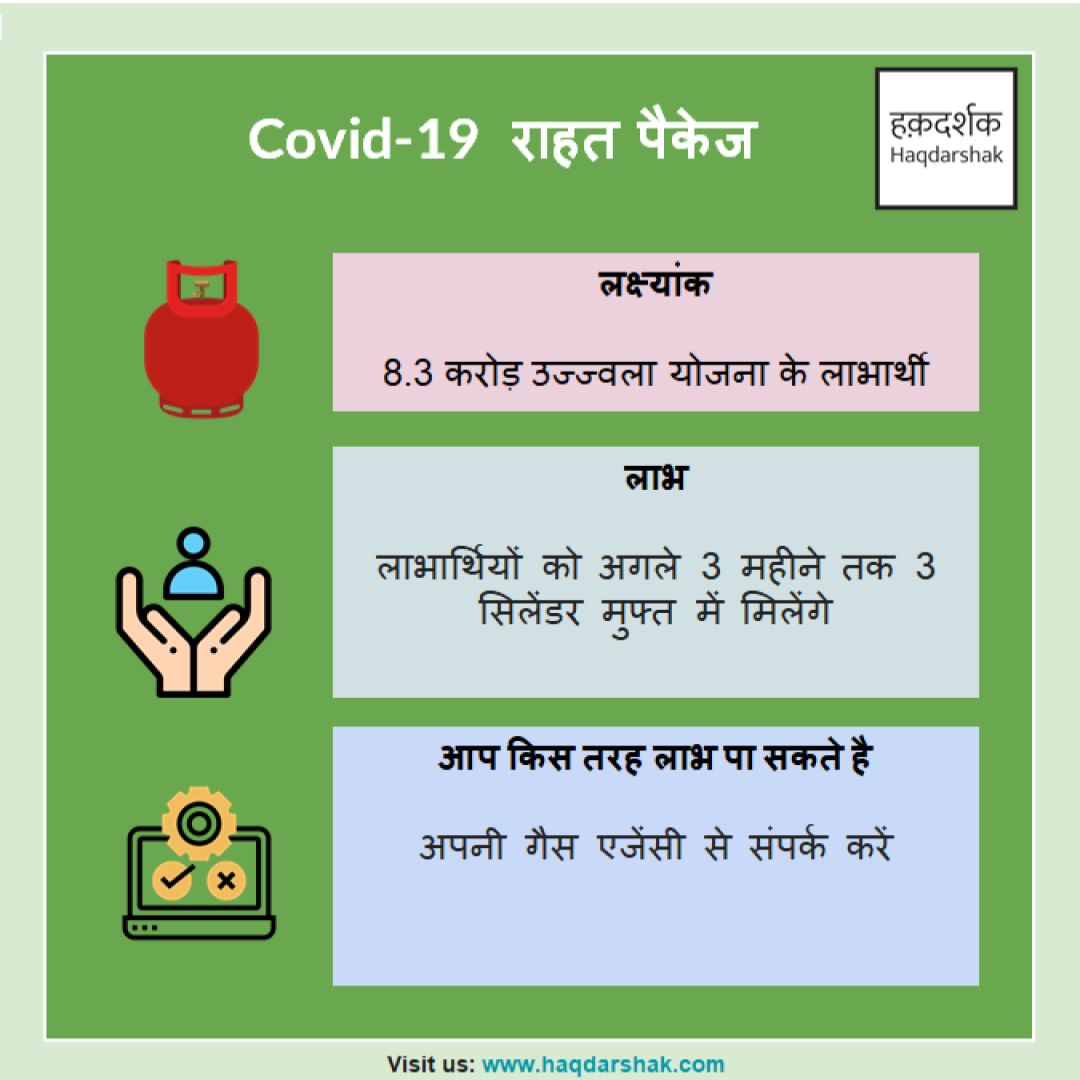 Covid-19 राहत पैकेज
हक़दर्शक
Haqdarshak
लक्ष्यांक
8.3 करोड़ उज्ज्वला योजना के लाभार्थी
लाभ
लाभार्थियों को अगले 3 महीने तक 3
सिलेंडर मुफ्त में मिलेंगे
आप किस तरह लाभ पा सकते है
अपनी गैस एजेंसी से संपर्क करें
Visit us: www.haqdarshak.com